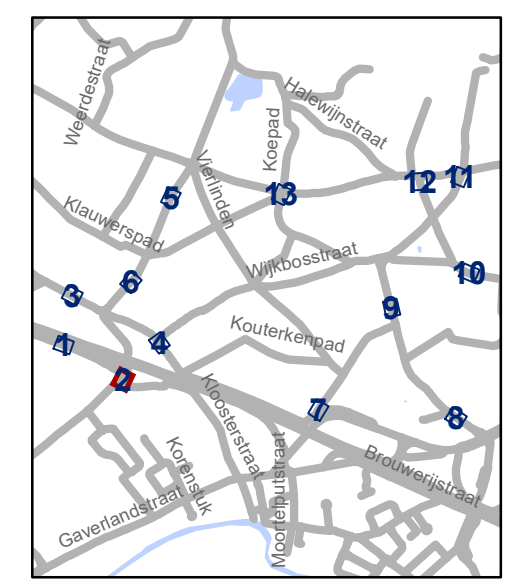 Weerdestraat
Halewijnstraat
Koepad
Vierlinden
12
11
5
13
Klauwerspad
Wijkbosstraat
10
6
3
9
Kouterkenpad
1
4
2
7
8
Kloosterstraat
Korenstuk
Moortelputstraat
Brouwerijstraat
Gaverlandstraat